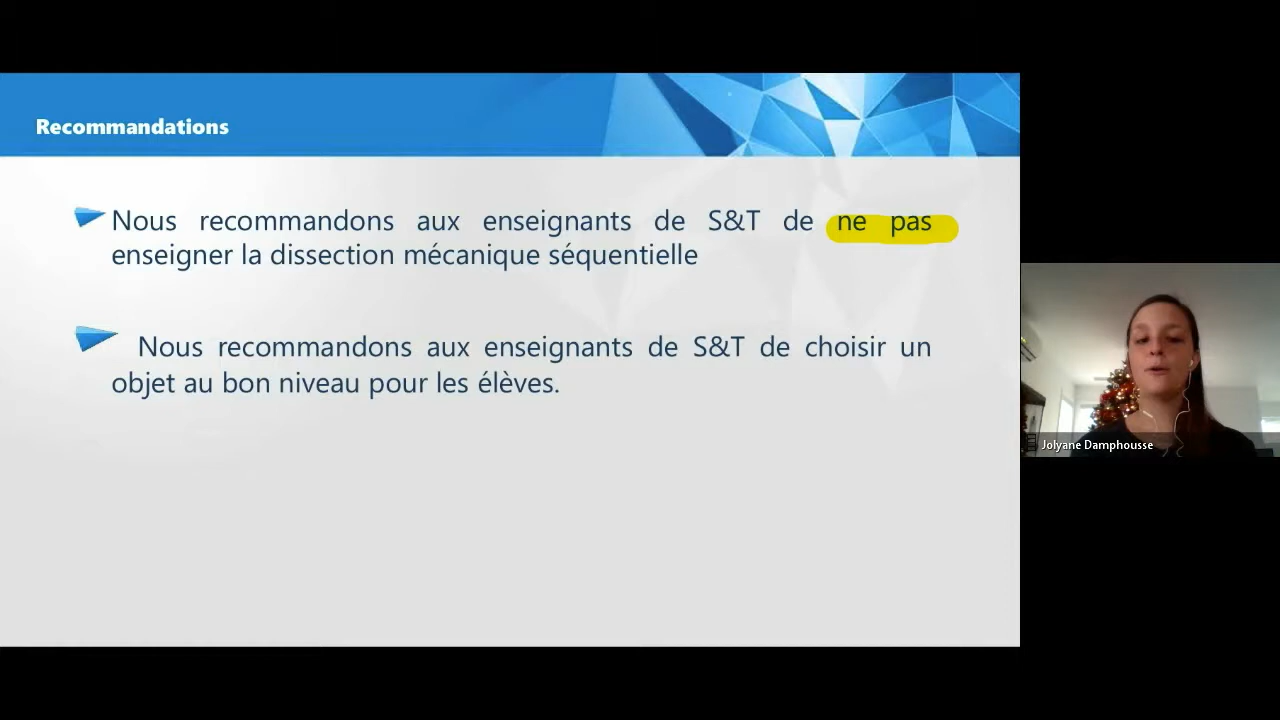 Recommandations
Nous recommandons aux enseignants de S&T de ne pas
enseigner la dissection mécanique séquentielle
Nous recommandons aux enseignants de S&T de choisir un
objet au bon niveau pour les élèves.
Jolyane Damphousse